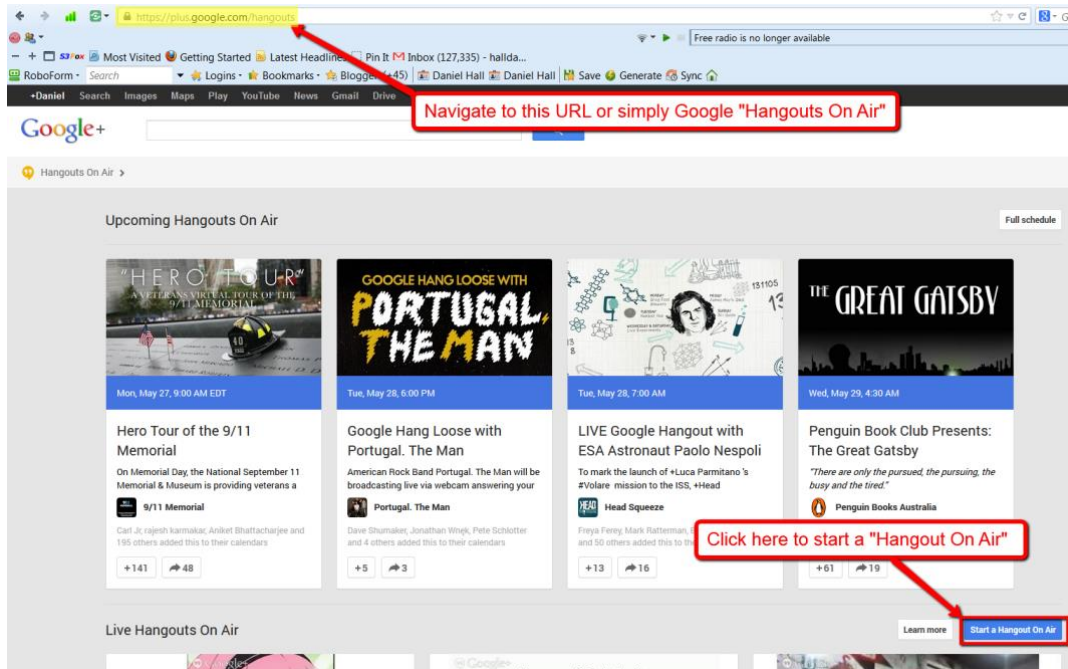 https://plus.google.com/hangouts
Free radio is no longer available
Most Visited Getting Started Latest Headlines Pin It Inbox (127,335) - hallda...
RoboForm Search Logins Bookmarks Blogger (+45) Daniel Hall Daniel Hall Save Generate Sync
+Daniel Search Images Maps Play YouTube News Gmail Drive
Navigate to this URL or simply Google "Hangouts On Air"
Google+
Hangouts On Air >
Upcoming Hangouts On Air
Full schedule
"HERO TOUR"
A VETERANS VIRTUAL TOUR OF THE
9/11 MEMORIAL
40
GOOGLE HANG LOOSE WITH
PORTUGAL.
THE MAN
131105
THE GREAT GATSBY
Mon, May 27, 9:00 AM EDT
Tue, May 28, 6:00 PM
Tue, May 28, 7:00 AM
Wed, May 29, 4:30 AM
Hero Tour of the 9/11
Memorial
On Memorial Day, the National September 11
Memorial & Museum is providing veterans a
9/11 Memorial
Carl Jr, rajesh karmakar, Aniket Bhattacharjee and
195 others added this to their calendars
+141 48
Google Hang Loose with
Portugal. The Man
American Rock Band Portugal. The Man will be
broadcasting live via webcam answering your
Portugal. The Man
Dave Shumaker, Jonathan Wnek, Pete Schlotter
and 4 others added this to their calendars
+5 3
LIVE Google Hangout with
ESA Astronaut Paolo Nespoli
To mark the launch of +Luca Parmitano 's
#Volare mission to the ISS, +Head
Head Squeeze
Freya Ferey, Mark Ratterman,
and 50 others added this to
+13 16
Penguin Book Club Presents:
The Great Gatsby
"There are only the pursued, the pursuing, the
busy and the tired."
Penguin Books Australia
Click here to start a "Hangout On Air"
+61 19
Live Hangouts On Air
Learn more
Start a Hangout On Air
Google+